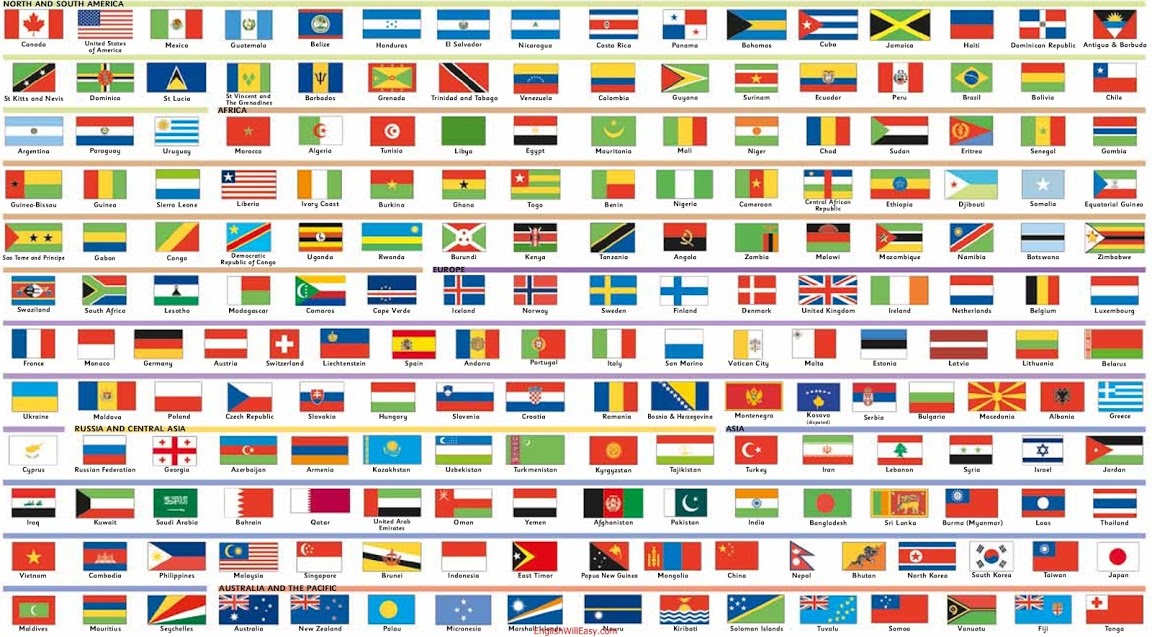 NORTH AND SOUTH AMERICA
Canada
United States
of America
Mexico
Guatemala
Belize
Honduras
El Salvador
Nicaragua
Costa Rica
Panama
Bahamas
Cuba
Jamaica
Haiti
Dominican Republic
Antigua & Barbuda
St Kitts and Nevis
Dominica
St Lucia
St Vincent and
The Grenadines
Barbados
Grenada
Trinidad and Tobago
Venezuela
Colombia
Guyana
Surinam
Ecuador
Peru
Brazil
Bolivia
Chile
AFRICA
Argentina
Paraguay
Uruguay
Morocco
Algeria
Tunisia
Libya
Egypt
Mauritania
Mali
Niger
Chad
Sudan
Eritrea
Senegal
Gambia
Guinea-Bissau
Guinea
Sierra Leone
Liberia
Ivory Coast
Burkina
Ghana
Togo
Benin
Nigeria
Cameroon
Central African
Republic
Ethiopia
Djibouti
Somalia
Equatorial Guinea
Sao Tome and Principe
Gabon
Congo
Democratic
Republic of Congo
Uganda
Rwanda
Burundi
Kenya
Tanzania
Angola
Zambia
Malawi
Mozambique
Namibia
Botswana
Zimbabwe
EUROPE
Swaziland
South Africa
Lesotho
Madagascar
Comoros
Cape Verde
Iceland
Norway
Sweden
Finland
Denmark
United Kingdom
Ireland
Netherlands
Belgium
Luxembourg
France
Monaco
Germany
Austria
Switzerland
Liechtenstein
Spain
Andorra
Portugal
Italy
San Marino
Vatican City
Malta
Estonia
Latvia
Lithuania
Belarus
Ukraine
Moldova
Poland
Czech Republic
Slovakia
Hungary
Slovenia
Croatia
Romania
Bosnia & Herzegovina
Montenegro
Kosovo
(disputed)
Serbia
Bulgaria
Macedonia
Albania
Greece
RUSSIA AND CENTRAL ASIA
ASIA
Cyprus
Russian Federation
Georgia
Azerbaijan
Armenia
Kazakhstan
Uzbekistan
Turkmenistan
Kyrgyzstan
Tajikistan
Turkey
Iran
Lebanon
Syria
Israel
Jordan
Iraq
Kuwait
Saudi Arabia
Bahrain
Qatar
United Arab
Emirates
Oman
Yemen
Afghanistan
Pakistan
India
Bangladesh
Sri Lanka
Burma (Myanmar)
Laos
Thailand
Vietnam
Cambodia
Philippines
Malaysia
Singapore
Brunei
Indonesia
East Timor
Papua New Guinea
Mongolia
China
Nepal
Bhutan
North Korea
South Korea
Taiwan
Japan
AUSTRALIA AND THE PACIFIC
Maldives
Mauritius
Seychelles
Australia
New Zealand
Palau
Micronesia
Marshall Islands
Nauru
Kiribati
Solomon Islands
Tuvalu
Samoa
Vanuatu
Fiji
Tonga
EnglishWillEasy.com